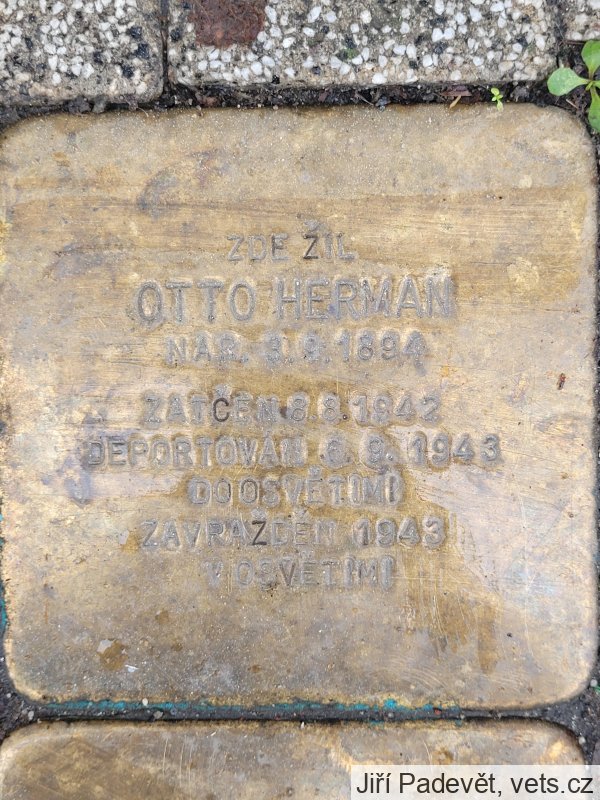 ZDE ŽIL
OTTO HERMAN
NAR. 3.9.1894
ZATČEN 8.8.1942
DEPORTOVÁN 6.9.1943
DO OSVĚTIMI
ZAVRAŽDĚN 1943
V OSVĚTIMI
Jiří Padevět, vets.cz